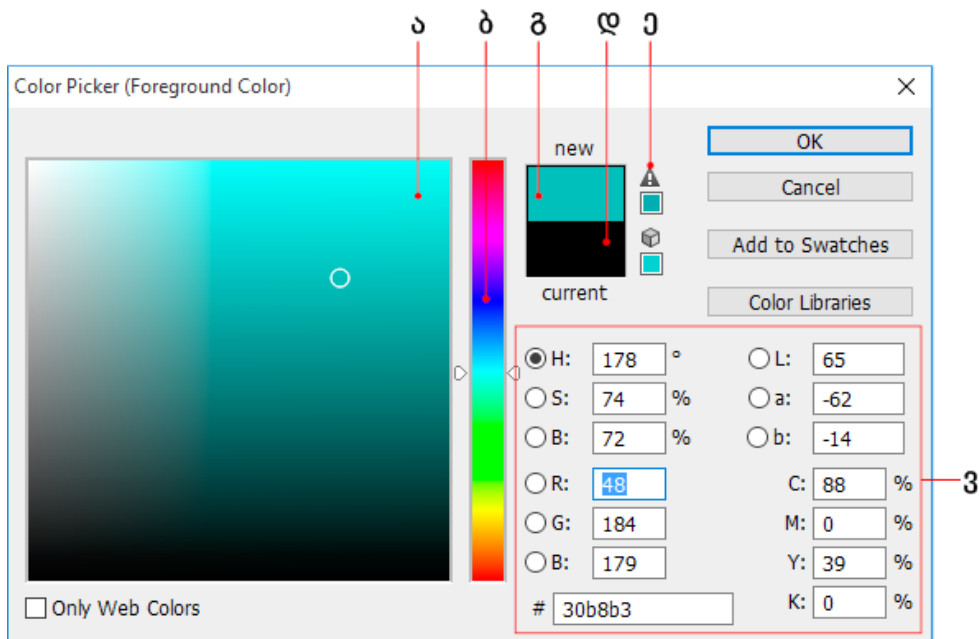 ა ბ გ დ ე
Color Picker (Foreground Color)
new
current
OK
Cancel
Add to Swatches
Color Libraries
H: 178 °
S: 74 %
B: 72 %
R: 48
G: 184
B: 179
# 30b8b3
L: 65
a: -62
b: -14
C: 88 %
M: 0 %
Y: 39 %
K: 0 %
ვ
Only Web Colors